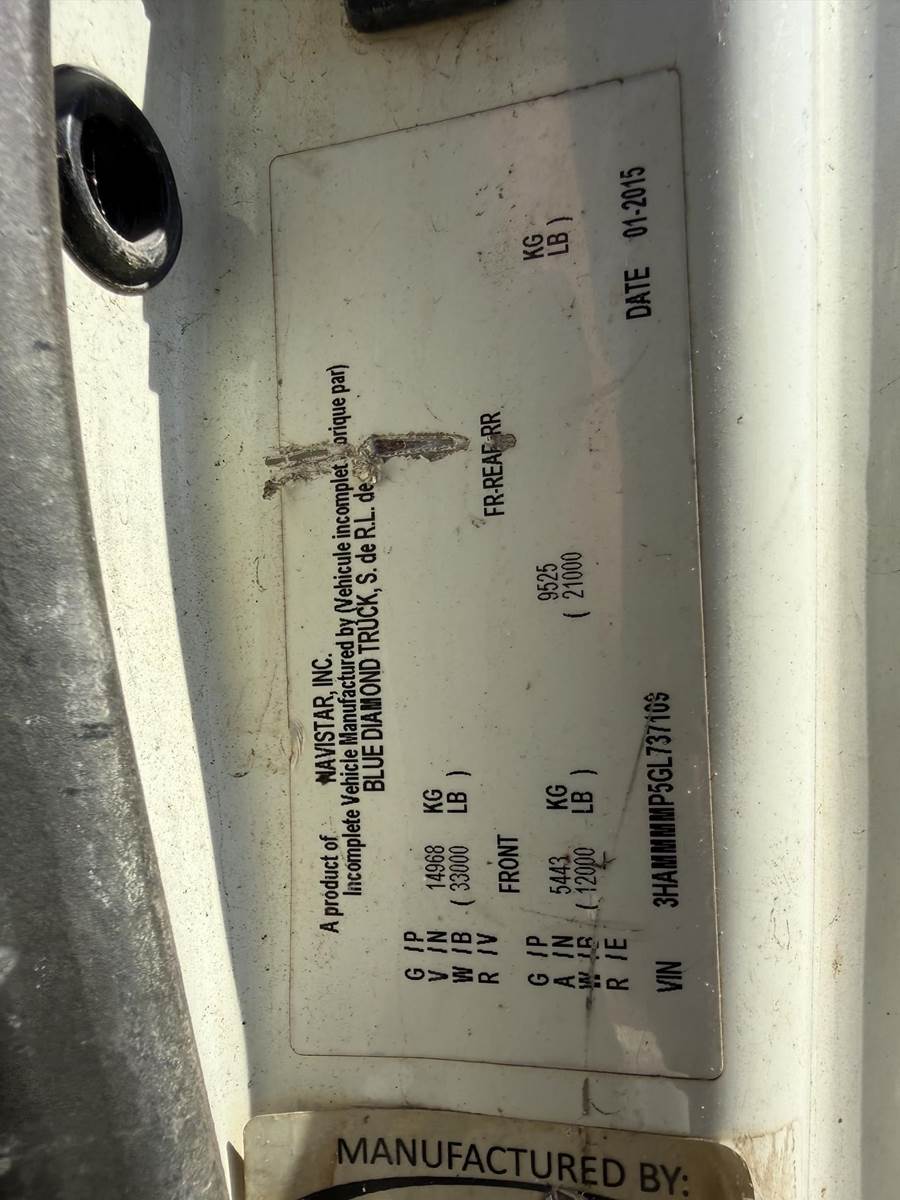 A product of NAVISTAR, INC.
Incomplete Vehicle Manufactured by (Vehicule incomplet brique par)
BLUE DIAMOND TRUCK, S. de R.L. de
G /P
V /N 14968 KG
W /B ( 33000 LB )
R /V
FRONT FR-REAR-RR
G /P
A /N 5443 KG 9525 KG
W /B ( 12000 LB ) ( 21000 LB )
R /E
VIN 3HAMMMMP5GL737109 DATE 01-2015
MANUFACTURED BY: